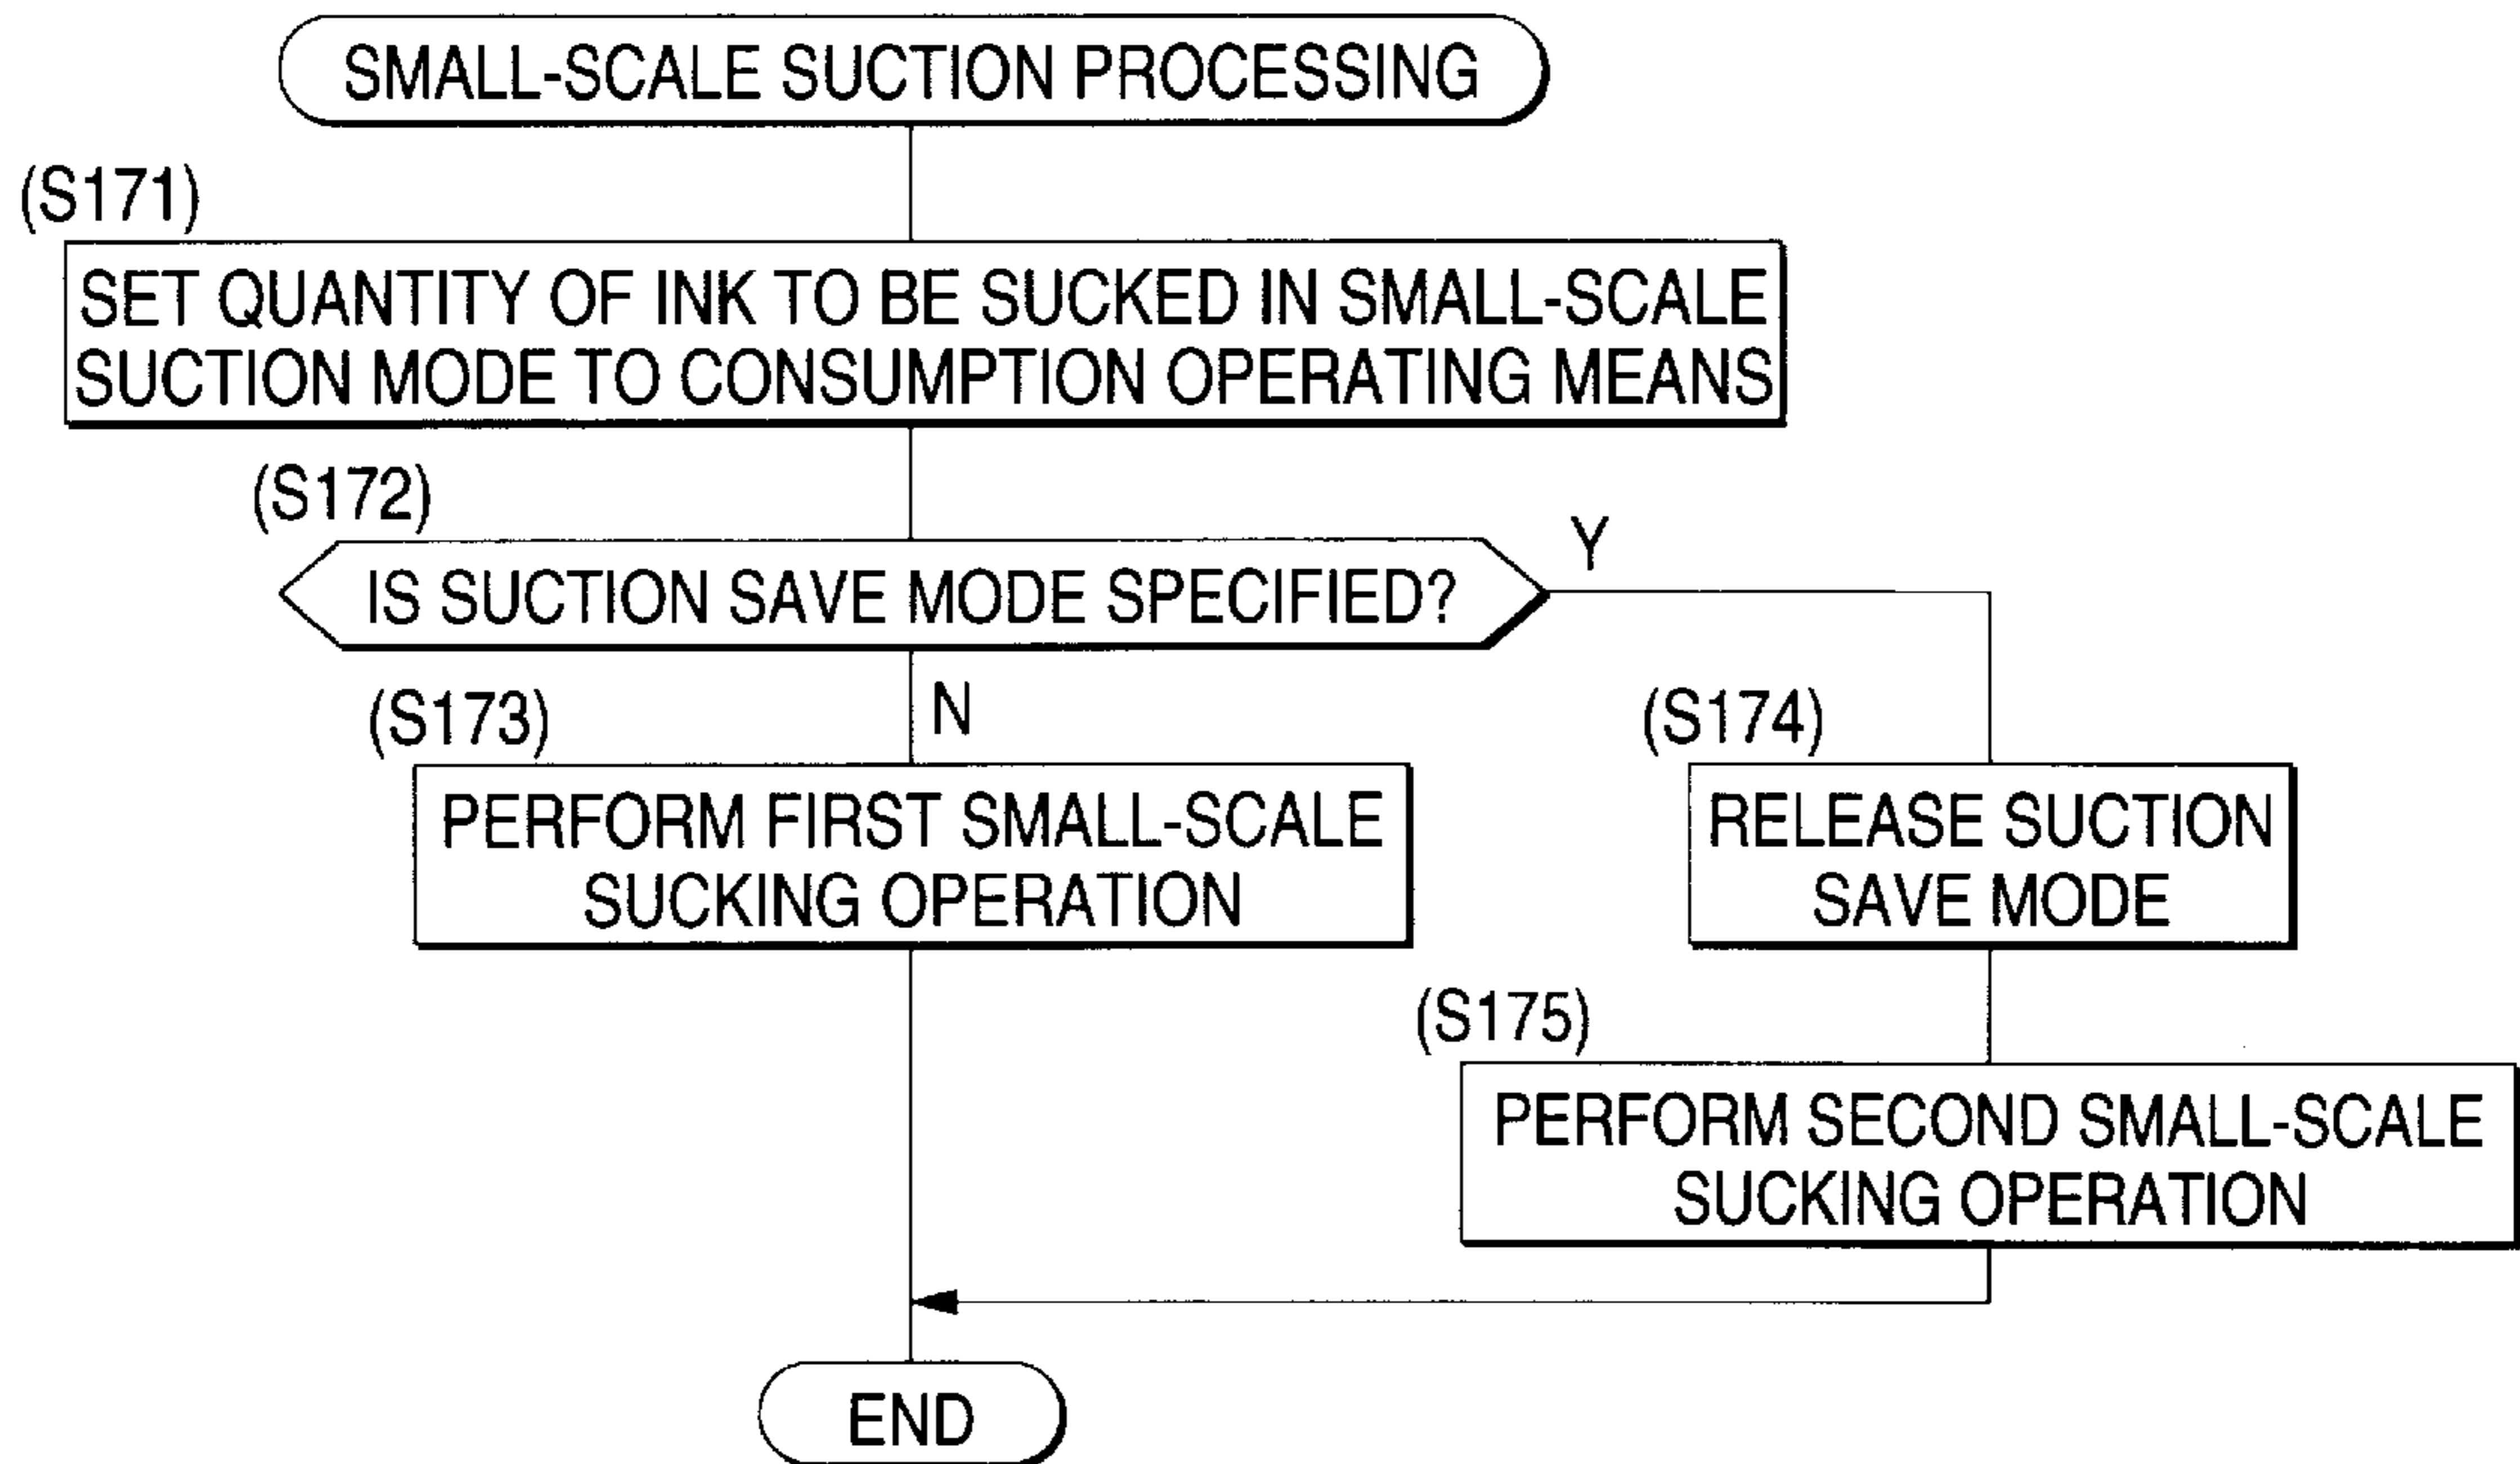 SMALL-SCALE SUCTION PROCESSING
(S171)
SET QUANTITY OF INK TO BE SUCKED IN SMALL-SCALE
SUCTION MODE TO CONSUMPTION OPERATING MEANS
(S172)
IS SUCTION SAVE MODE SPECIFIED?
Y
N
(S173)
PERFORM FIRST SMALL-SCALE
SUCKING OPERATION
(S174)
RELEASE SUCTION
SAVE MODE
(S175)
PERFORM SECOND SMALL-SCALE
SUCKING OPERATION
END